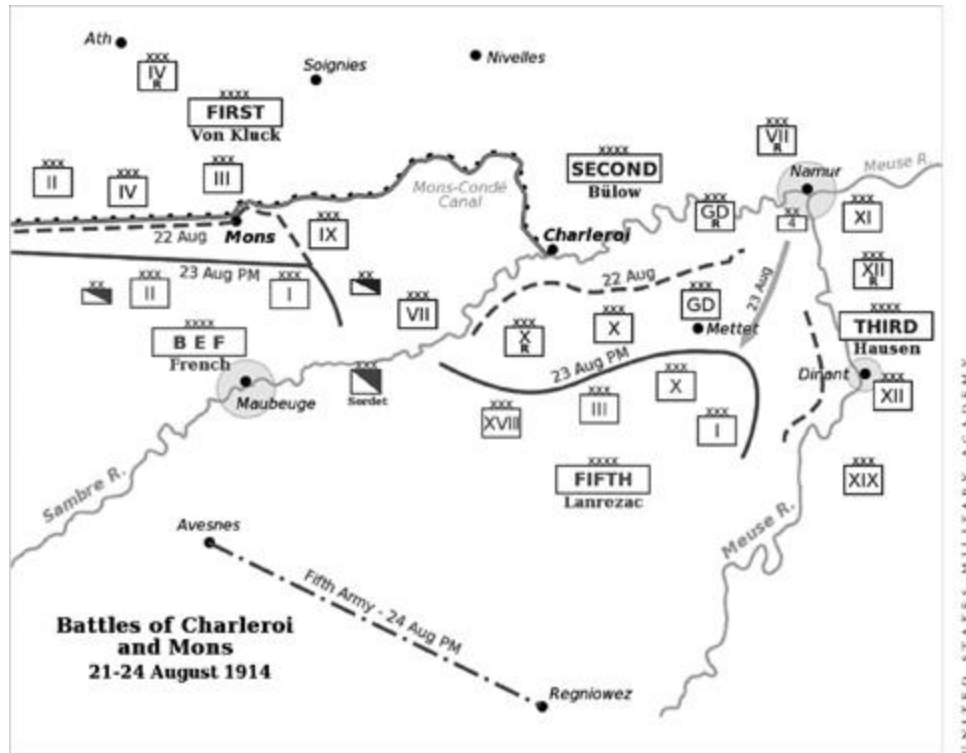 Ath
XXX
IV
R
Soignies
Nivelles
XXXX
FIRST
Von Kluck
XXX
VII
R
XXX
II
XXX
IV
XXX
III
Mons-Condé
Canal
XXXX
SECOND
Bülow
Namur
Meuse R.
XXX
GD
R
XX
4
XXX
XI
22 Aug
Mons
XXX
IX
Charleroi
23 Aug PM
XX
XXX
II
XXX
I
XX
XXX
VII
22 Aug
XXX
GD
Mettet
23 Aug
XXX
XII
R
XXXX
THIRD
Hausen
XXXX
B E F
French
XXX
X
R
XXX
X
23 Aug PM
Maubeuge
XXX
Sordet
XXX
XVIII
XXX
III
XXX
X
XXX
I
Dinant
XXX
XII
XXXX
FIFTH
Lanrezac
XXX
XIX
Sambre R.
Meuse R.
Avesnes
Fifth Army - 24 Aug PM
Regniowez
Battles of Charleroi
and Mons
21-24 August 1914